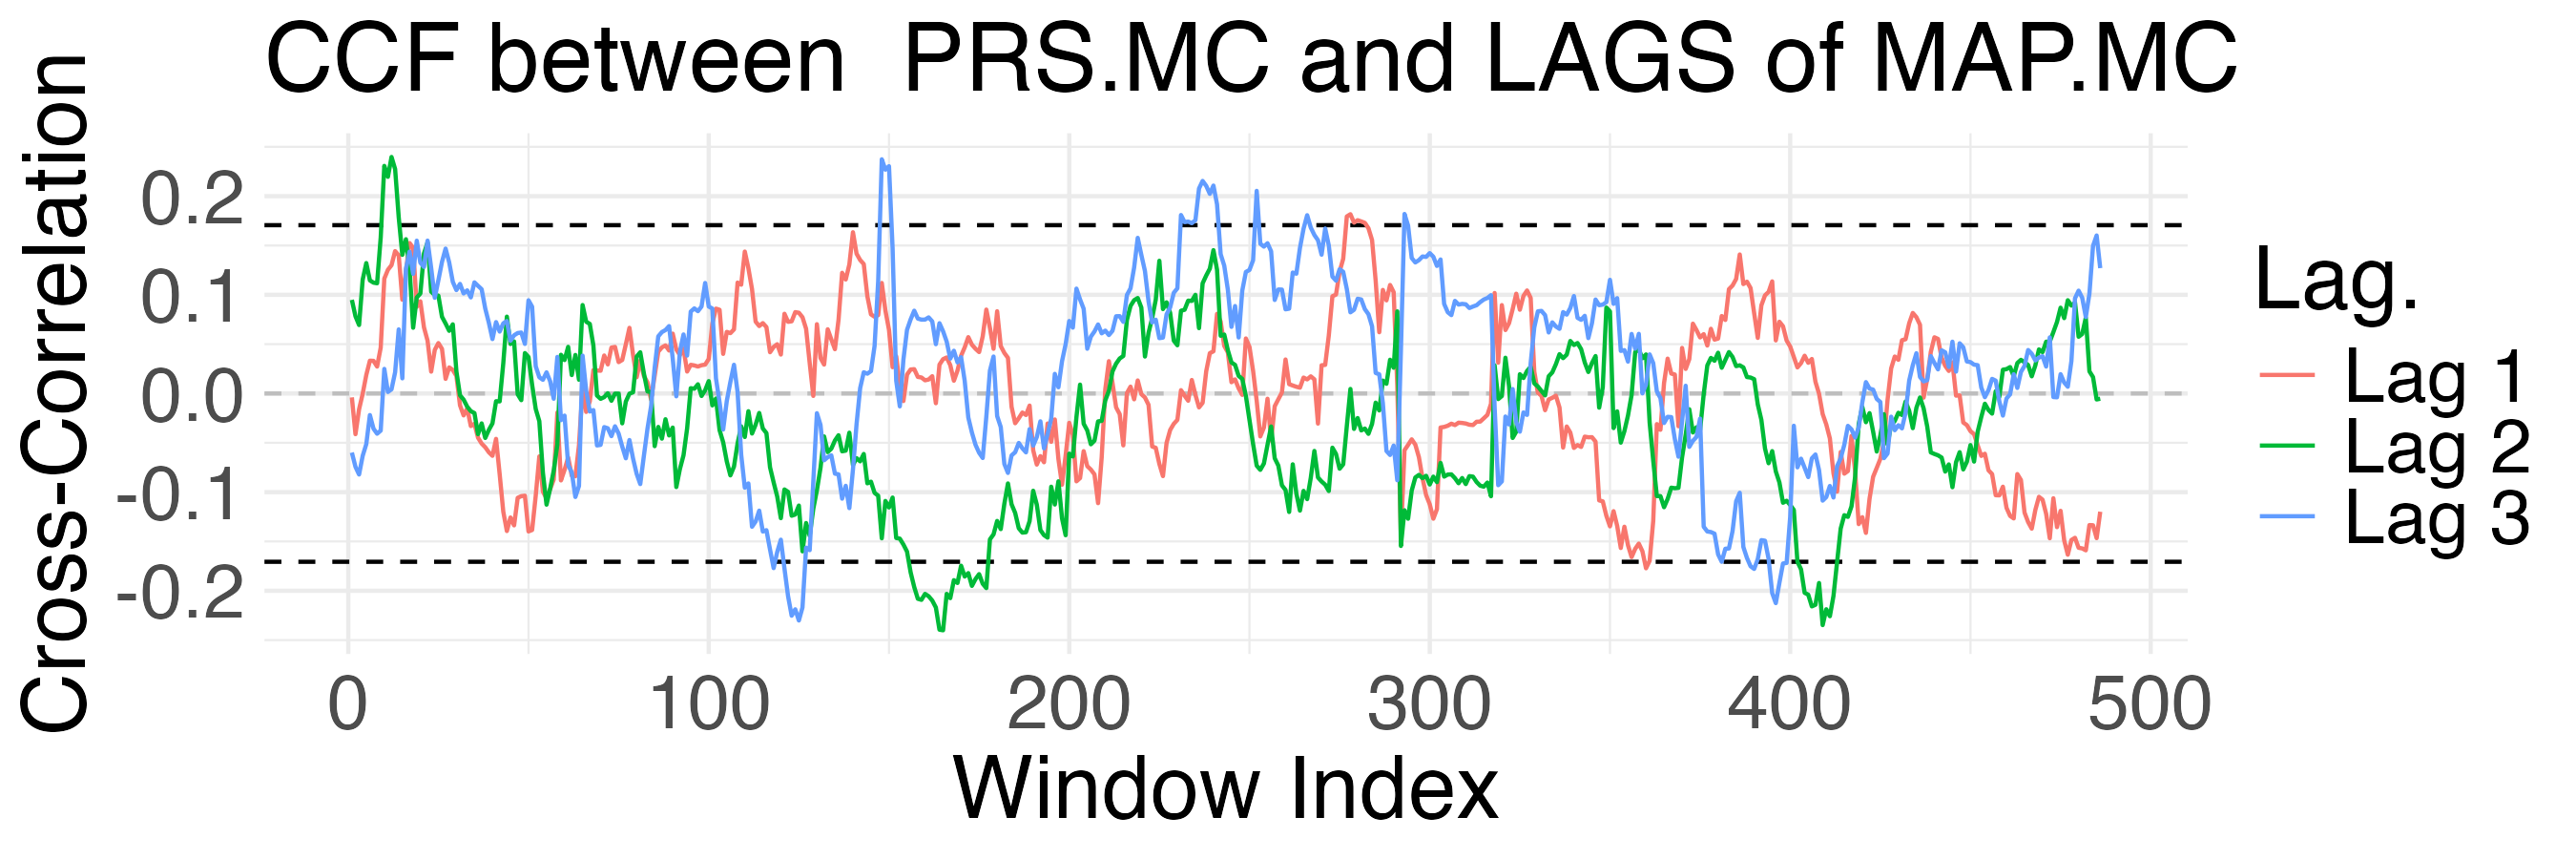 CCF between  PRS.MC and LAGS of MAP.MC
Cross-Correlation
0.2
0.1
0.0
-0.1
-0.2
0 100 200 300 400 500
Window Index
Lag.
Lag 1
Lag 2
Lag 3